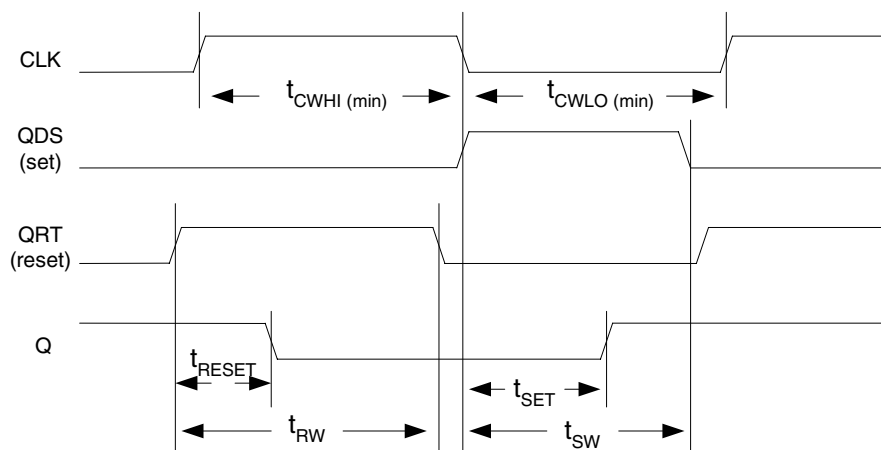 CLK
tCWHI (min)
tCWLO (min)
QDS
(set)
QRT
(reset)
Q
tRESET
tSET
tRW
tSW